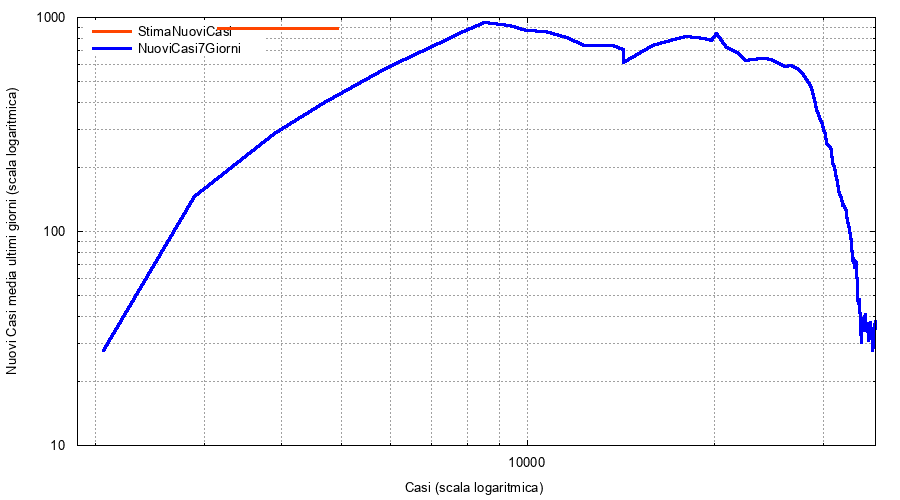 1000
StimaNuoviCasi
NuoviCasi7Giorni
Nuovi Casi media ultimi giorni (scala logaritmica)
100
10
10000
Casi (scala logaritmica)